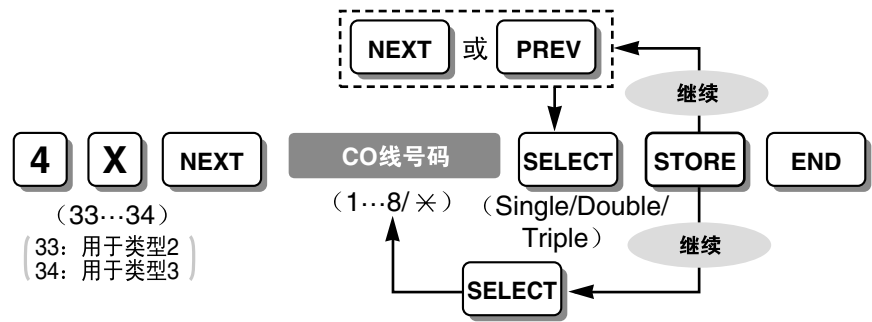 NEXT 或 PREV
继续
4 X NEXT CO线号码 SELECT STORE END
（33…34） （1…8/＊） （Single/Double/
Triple）
33：用于类型2
34：用于类型3
继续
SELECT